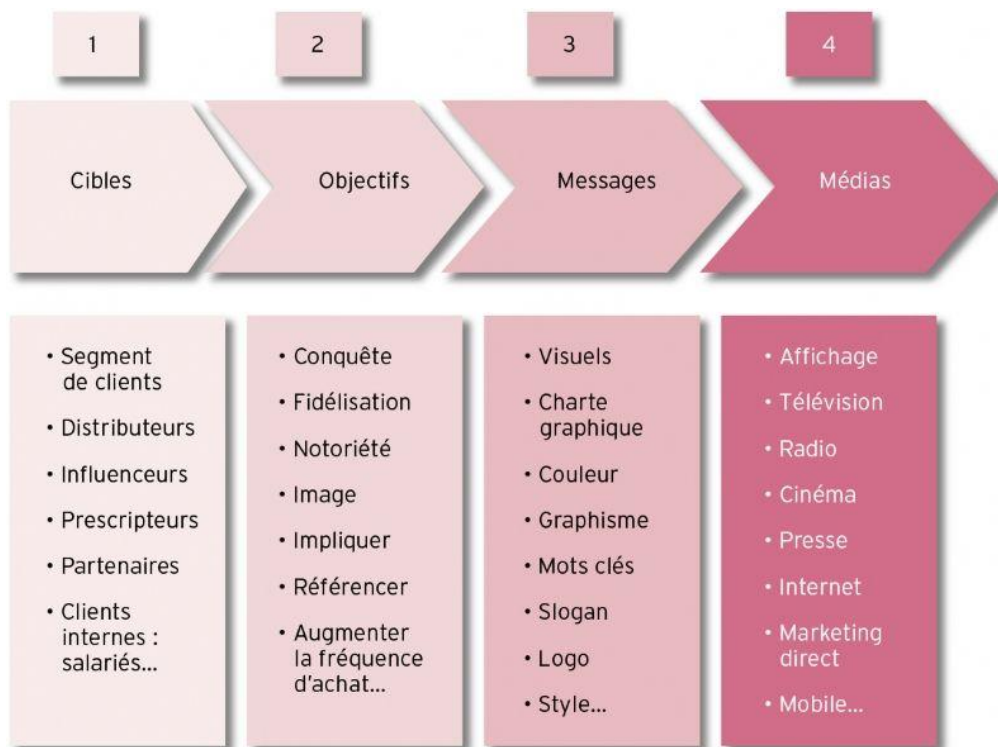 1
2
3
4
Cibles
Objectifs
Messages
Médias
• Segment
de clients
• Distributeurs
• Influenceurs
• Prescripteurs
• Partenaires
• Clients
internes :
salariés...
• Conquête
• Fidélisation
• Notoriété
• Image
• Impliquer
• Référencer
• Augmenter
la fréquence
d'achat...
• Visuels
• Charte
graphique
• Couleur
• Graphisme
• Mots clés
• Slogan
• Logo
• Style...
• Affichage
• Télévision
• Radio
• Cinéma
• Presse
• Internet
• Marketing
direct
• Mobile...